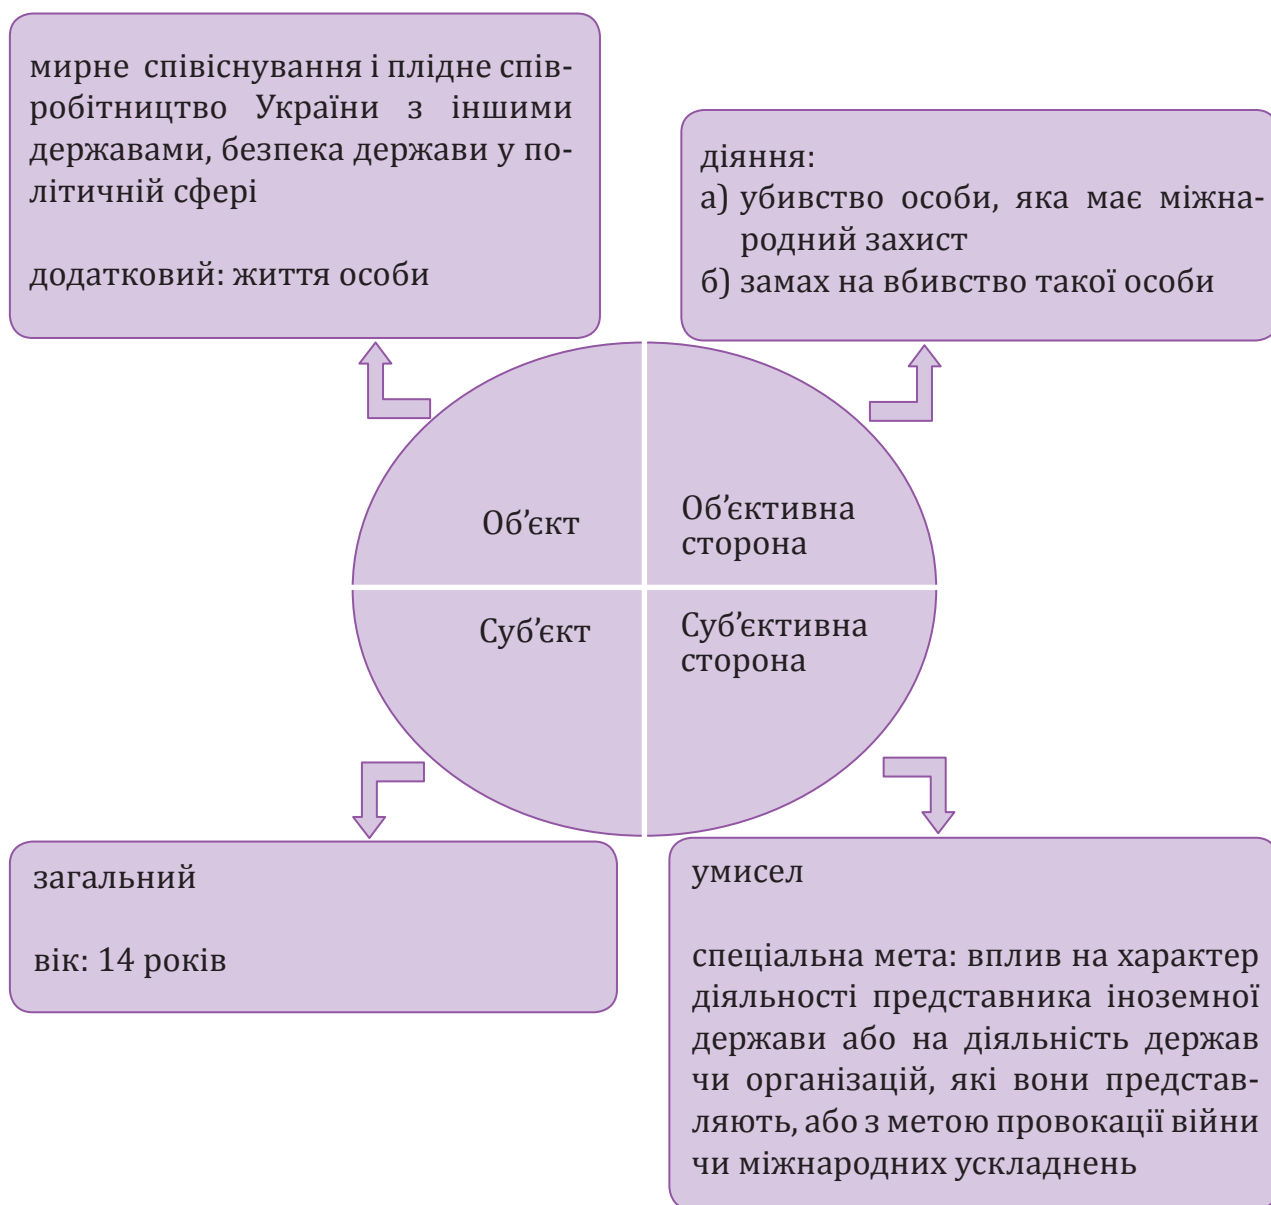 мирне співіснування і плідне спів-
робітництво України з іншими
державами, безпека держави у по-
літичній сфері
додатковий: життя особи
діяння:
а) убивство особи, яка має міжна-
родний захист
б) замах на вбивство такої особи
Об’єкт
Об’єктивна
сторона
Суб’єкт
Суб’єктивна
сторона
загальний
вік: 14 років
умисел
спеціальна мета: вплив на характер
діяльності представника іноземної
держави або на діяльність держав
чи організацій, які вони представ-
ляють, або з метою провокації війни
чи міжнародних ускладнень